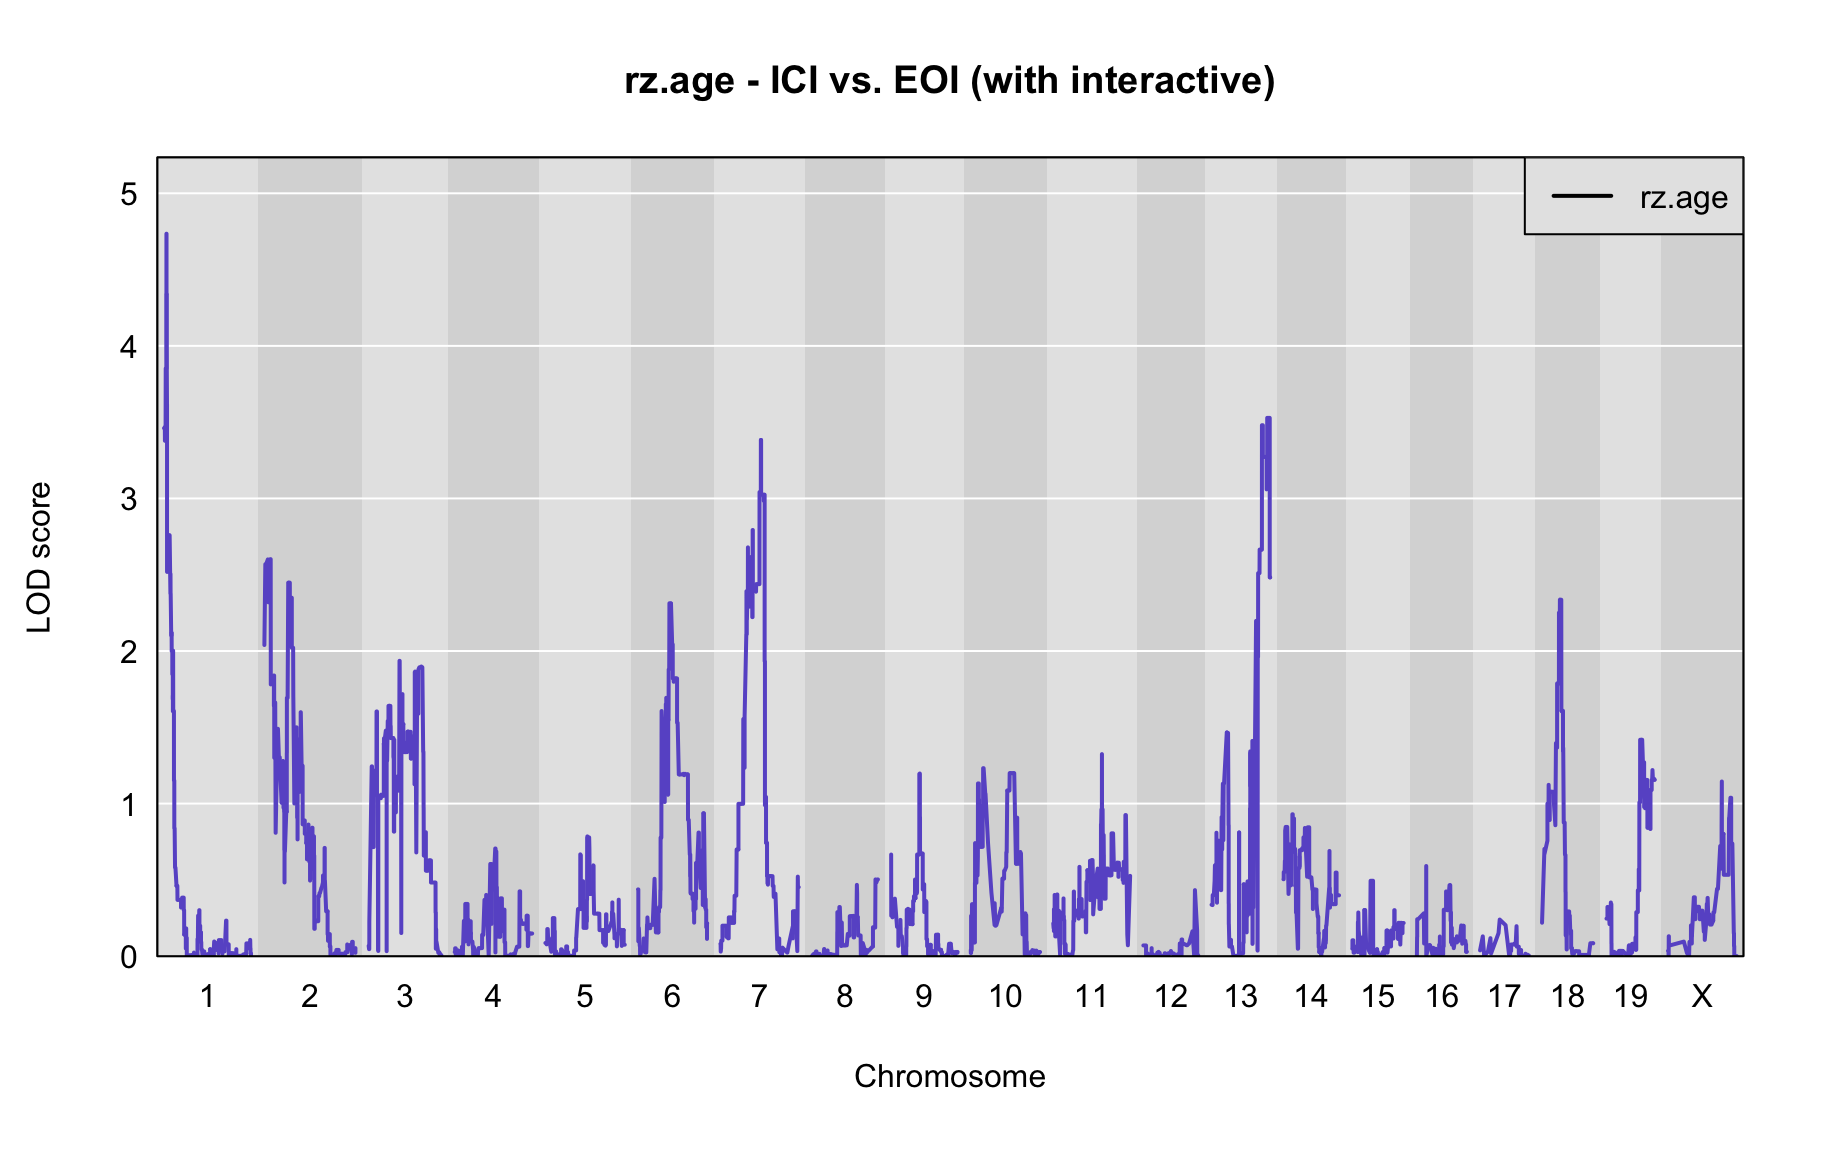 rz.age - ICI vs. EOI (with interactive)
rz.age
5
4
3
2
1
0
LOD score
1 2 3 4 5 6 7 8 9 10 11 12 13 14 15 16 17 18 19 X
Chromosome